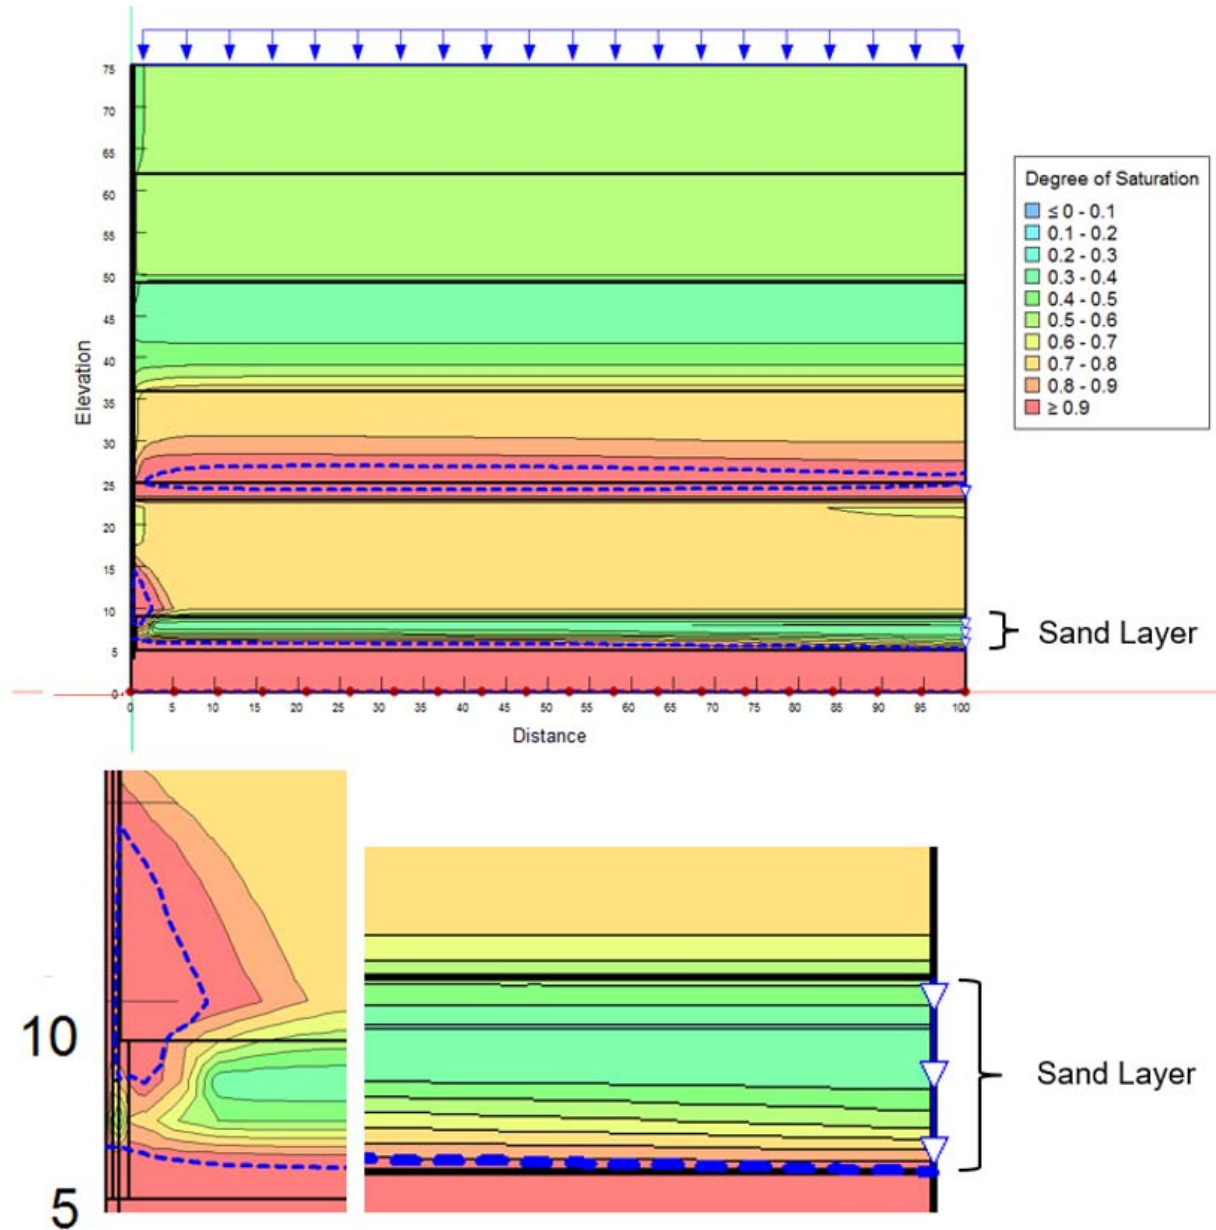 75
70
65
60
55
50
45
40
35
30
25
20
15
10
5
0
Elevation
0 5 10 15 20 25 30 35 40 45 50 55 60 65 70 75 80 85 90 95 100
Distance
Degree of Saturation
≤ 0 - 0.1
0.1 - 0.2
0.2 - 0.3
0.3 - 0.4
0.4 - 0.5
0.5 - 0.6
0.6 - 0.7
0.7 - 0.8
0.8 - 0.9
≥ 0.9
Sand Layer
10
5
Sand Layer